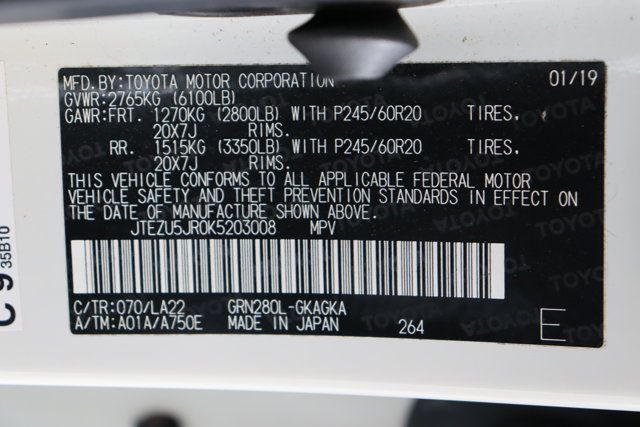 MFD.BY:TOYOTA MOTOR CORPORATION 01/19
GVWR:2765KG (6100LB)
GAWR:FRT. 1270KG (2800LB) WITH P245/60R20 TIRES.
20X7J RIMS.
RR. 1515KG (3350LB) WITH P245/60R20 TIRES.
20X7J RIMS.
THIS VEHICLE CONFORMS TO ALL APPLICABLE FEDERAL MOTOR
VEHICLE SAFETY AND THEFT PREVENTION STANDARDS IN EFFECT ON
THE DATE OF MANUFACTURE SHOWN ABOVE.
JTEZU5JR0K5203008 MPV
C/TR:070/LA22 GRN280L-GKAGKA
A/TM:A01A/A750E MADE IN JAPAN 264 E
C 9
35B10